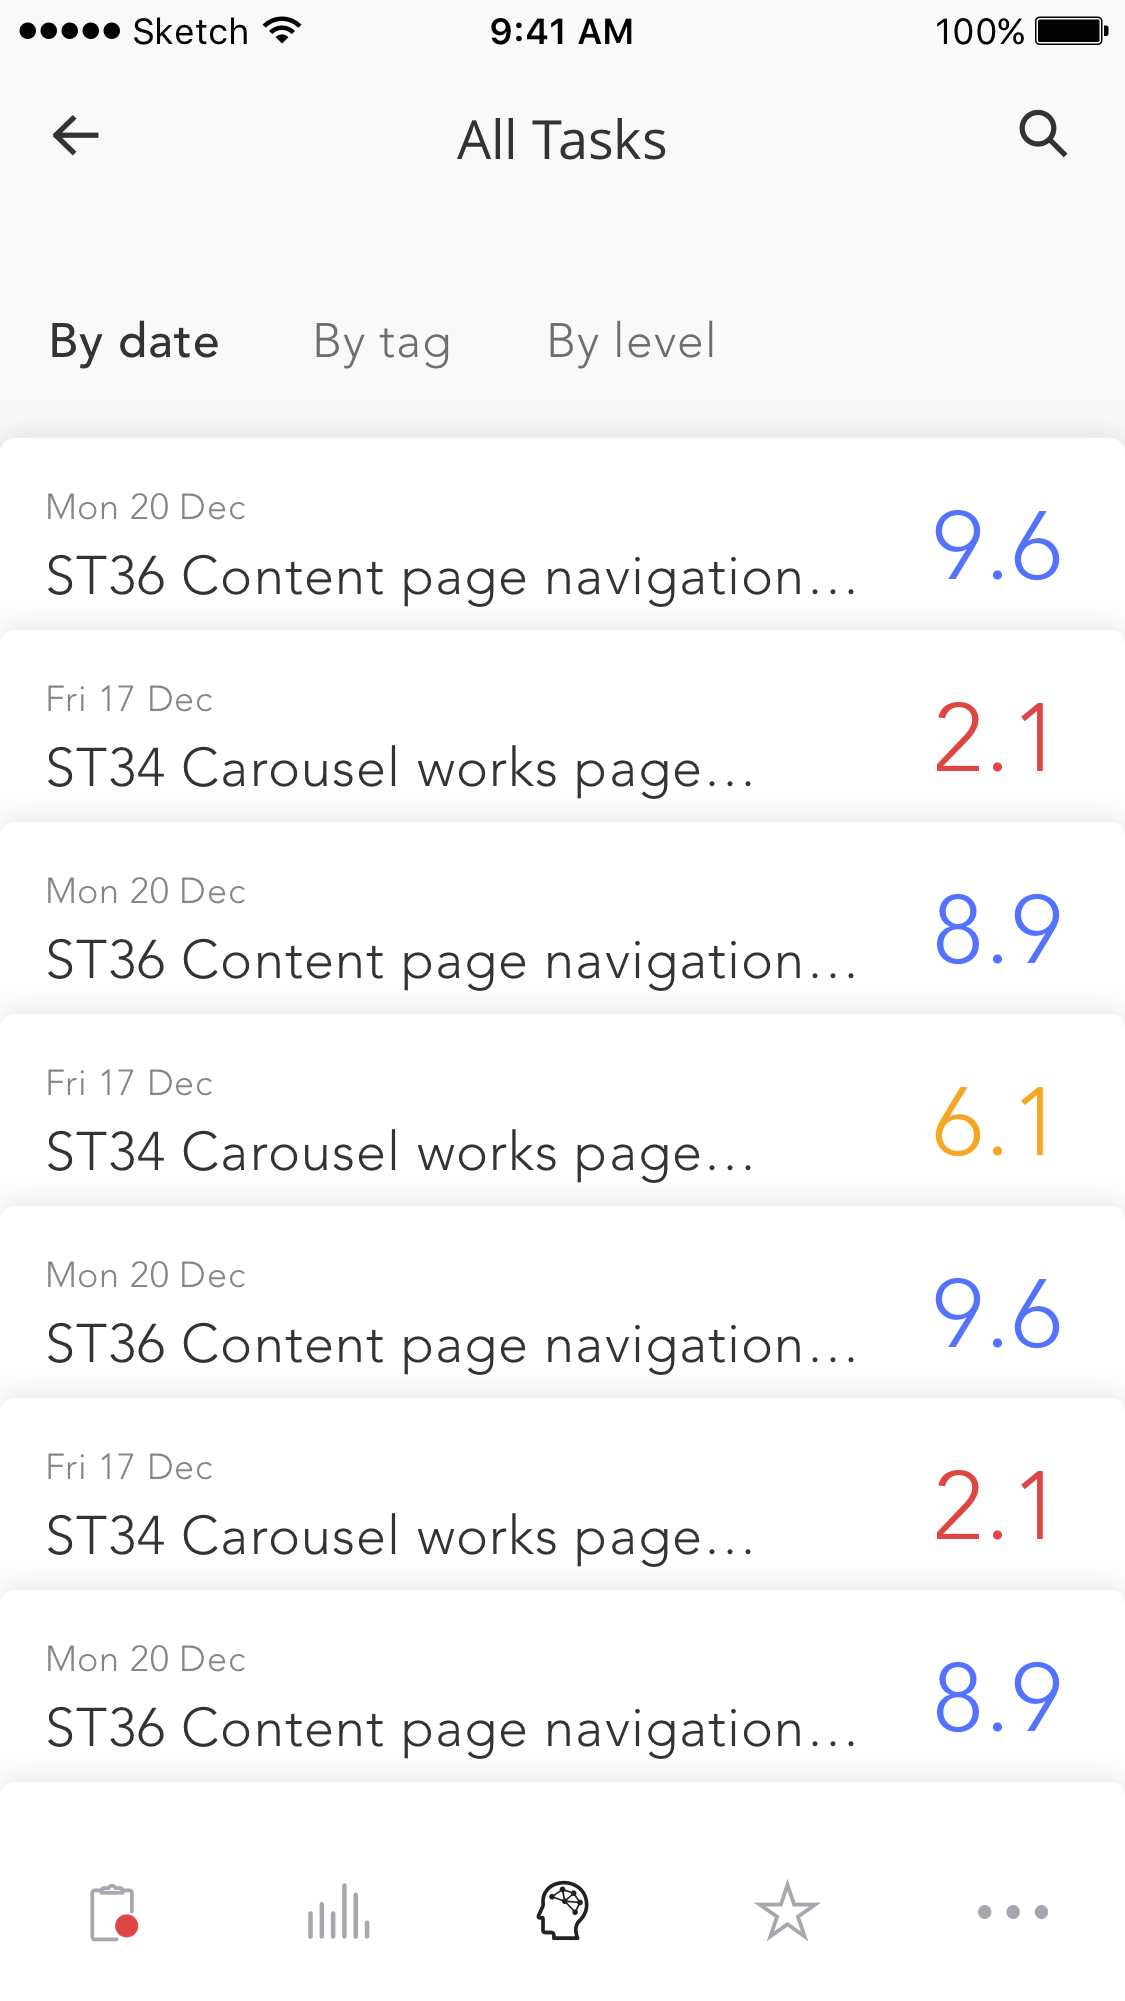 Sketch 9:41 AM 100%
All Tasks
By date By tag By level
Mon 20 Dec
ST36 Content page navigation... 9.6
Fri 17 Dec
ST34 Carousel works page... 2.1
Mon 20 Dec
ST36 Content page navigation... 8.9
Fri 17 Dec
ST34 Carousel works page... 6.1
Mon 20 Dec
ST36 Content page navigation... 9.6
Fri 17 Dec
ST34 Carousel works page... 2.1
Mon 20 Dec
ST36 Content page navigation... 8.9